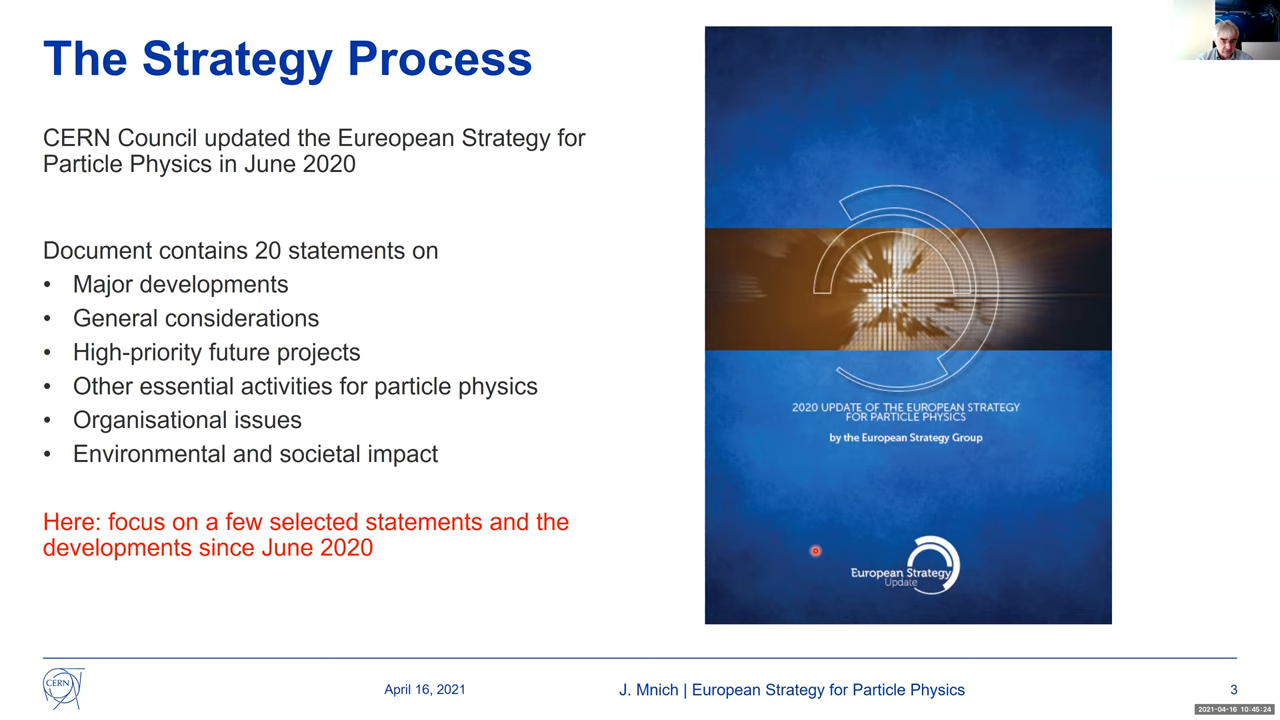 The Strategy Process
CERN Council updated the Eureopean Strategy for
Particle Physics in June 2020
Document contains 20 statements on
• Major developments
• General considerations
• High-priority future projects
• Other essential activities for particle physics
• Organisational issues
• Environmental and societal impact
Here: focus on a few selected statements and the
developments since June 2020
2020 UPDATE OF THE EUROPEAN STRATEGY
FOR PARTICLE PHYSICS
by the European Strategy Group
European Strategy
Update
CERN
April 16, 2021
J. Mnich | European Strategy for Particle Physics
3
2021-04-16 10:45:24